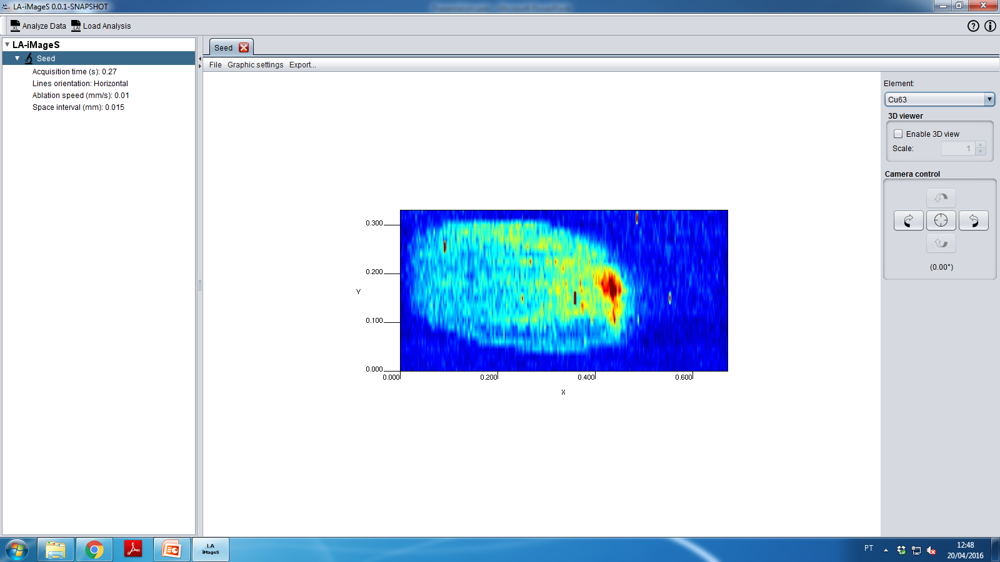 LA-iMageS 0.0.1-SNAPSHOT
Analyze Data Load Analysis
LA-iMageS
Seed
Acquisition time (s): 0.27
Lines orientation: Horizontal
Ablation speed (mm/s): 0.01
Space interval (mm): 0.015
Seed
File Graphic settings Export...
0.300
0.200
Y
0.100
0.000
0.000 0.200 0.400 0.600
X
Element:
Cu63
3D viewer
Enable 3D view
Scale: 1
Camera control
(0.00°)
LA
iMageS
PT
12:48
20/04/2016